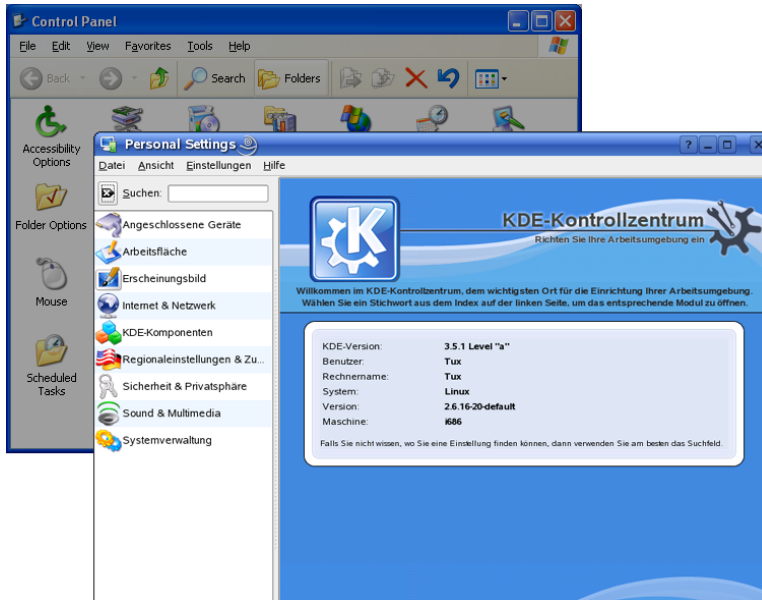 Control Panel
File Edit View Favorites Tools Help
Back Search Folders
Accessibility
Options
Folder Options
Mouse
Scheduled
Tasks
Personal Settings
Datei Ansicht Einstellungen Hilfe
Suchen:
Angeschlossene Geräte
Arbeitsfläche
Erscheinungsbild
Internet & Netzwerk
KDE-Komponenten
Regionaleinstellungen & Zu...
Sicherheit & Privatsphäre
Sound & Multimedia
Systemverwaltung
KDE-Kontrollzentrum
Richten Sie Ihre Arbeitsumgebung ein
Willkommen im KDE-Kontrollzentrum, dem wichtigsten Ort für die Einrichtung Ihrer Arbeitsumgebung.
Wählen Sie ein Stichwort aus dem Index auf der linken Seite, um das entsprechende Modul zu öffnen.
KDE-Version: 3.5.1 Level "a"
Benutzer: Tux
Rechnername: Tux
System: Linux
Version: 2.6.16-20-default
Maschine: i686
Falls Sie nicht wissen, wo Sie eine Einstellung finden können, dann verwenden Sie am besten das Suchfeld.